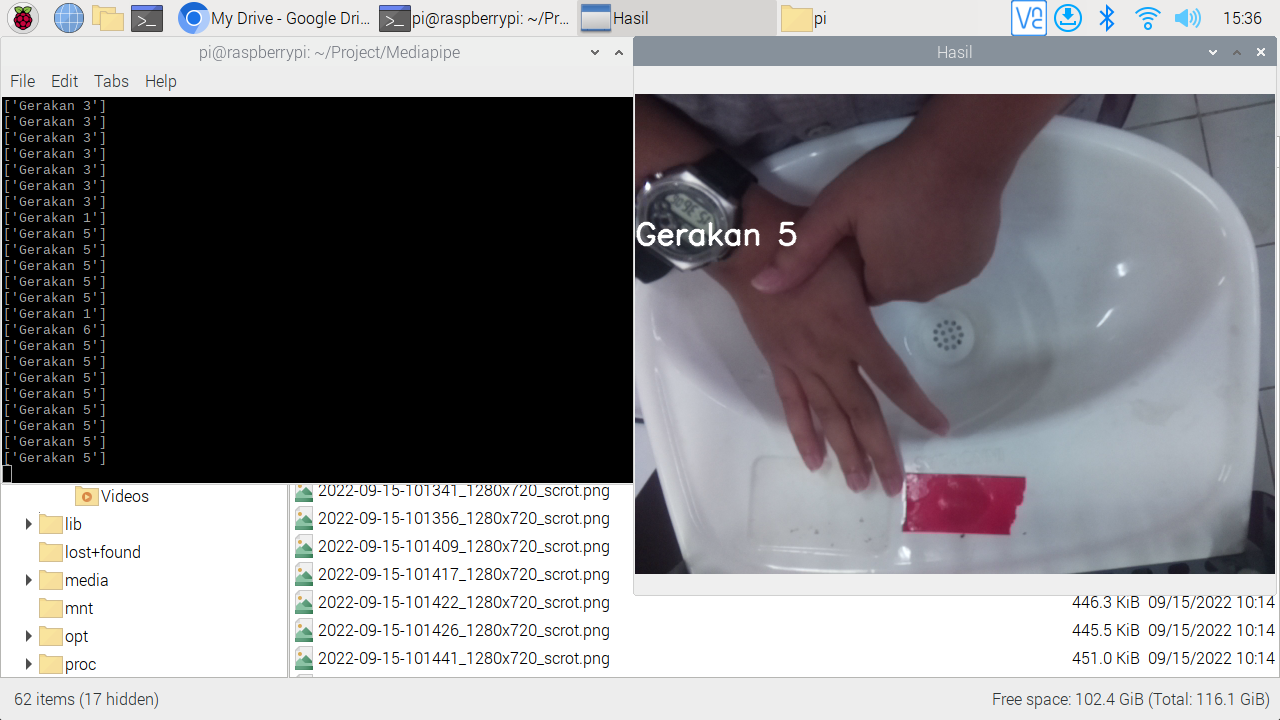 My Drive - Google Dri...
pi@raspberrypi: ~/Pr...
Hasil
pi
15:36
pi@raspberrypi: ~/Project/Mediapipe
File Edit Tabs Help
['Gerakan 3']
['Gerakan 3']
['Gerakan 3']
['Gerakan 3']
['Gerakan 3']
['Gerakan 3']
['Gerakan 3']
['Gerakan 1']
['Gerakan 5']
['Gerakan 5']
['Gerakan 5']
['Gerakan 5']
['Gerakan 5']
['Gerakan 1']
['Gerakan 6']
['Gerakan 5']
['Gerakan 5']
['Gerakan 5']
['Gerakan 5']
['Gerakan 5']
['Gerakan 5']
['Gerakan 5']
['Gerakan 5']
Hasil
Gerakan 5
Videos
lib
lost+found
media
mnt
opt
proc
2022-09-15-101341_1280x720_scrot.png
2022-09-15-101356_1280x720_scrot.png
2022-09-15-101409_1280x720_scrot.png
2022-09-15-101417_1280x720_scrot.png
2022-09-15-101422_1280x720_scrot.png 446.3 KiB 09/15/2022 10:14
2022-09-15-101426_1280x720_scrot.png 445.5 KiB 09/15/2022 10:14
2022-09-15-101441_1280x720_scrot.png 451.0 KiB 09/15/2022 10:14
62 items (17 hidden)
Free space: 102.4 GiB (Total: 116.1 GiB)